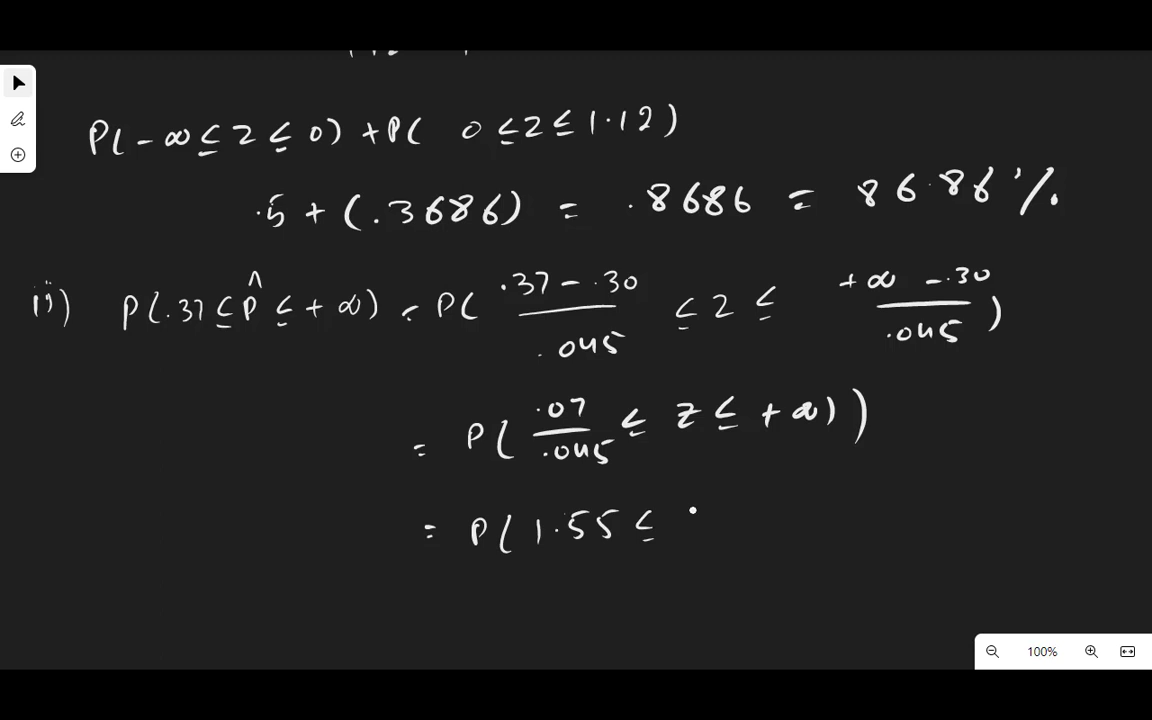 P( - ∞ ≤ z ≤ 0) + P( 0 ≤ z ≤ 1.12)
.5 + (.3686) = .8686 = 86.86 %.
ii) P(.37 ≤ p̂ ≤ + ∞) = P( .37 - .30 / .045 ≤ z ≤ +∞ - .30 / .045 )
= P( .07 / .045 ≤ z ≤ + ∞) )
= P( 1.55 ≤
100%